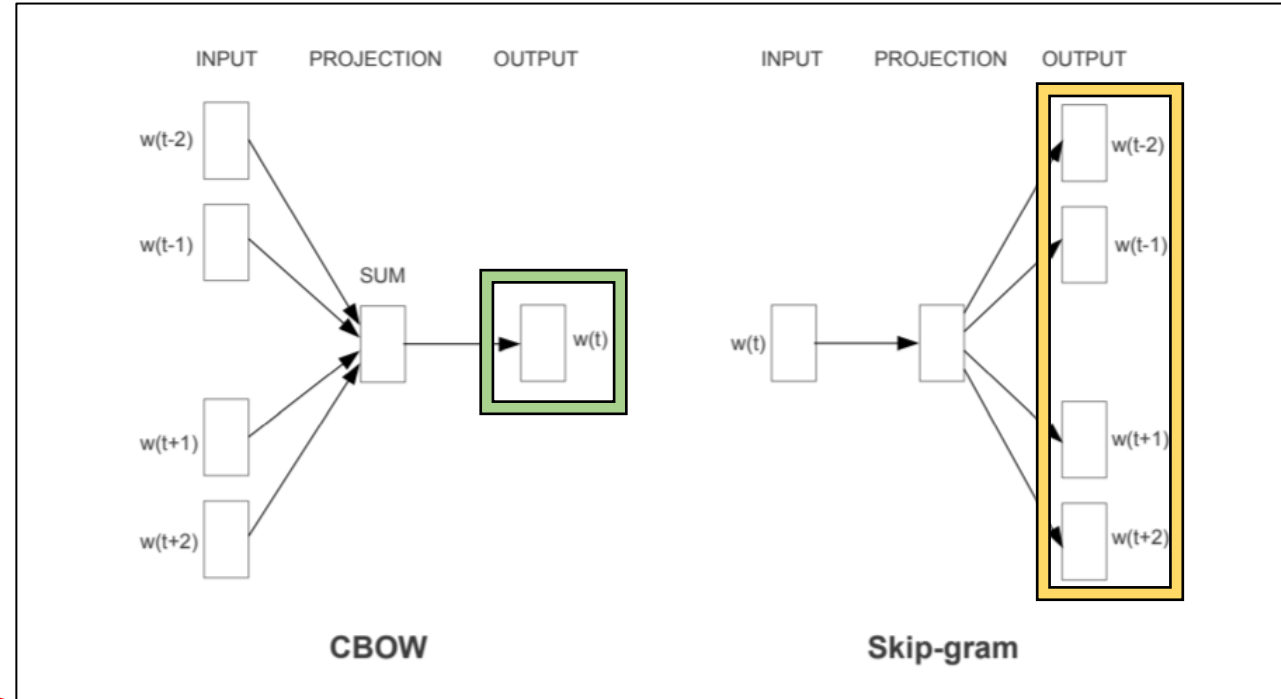 INPUT PROJECTION OUTPUT
w(t-2)
w(t-1)
SUM
w(t)
w(t+1)
w(t+2)
CBOW
INPUT PROJECTION OUTPUT
w(t-2)
w(t-1)
w(t)
w(t+1)
w(t+2)
Skip-gram